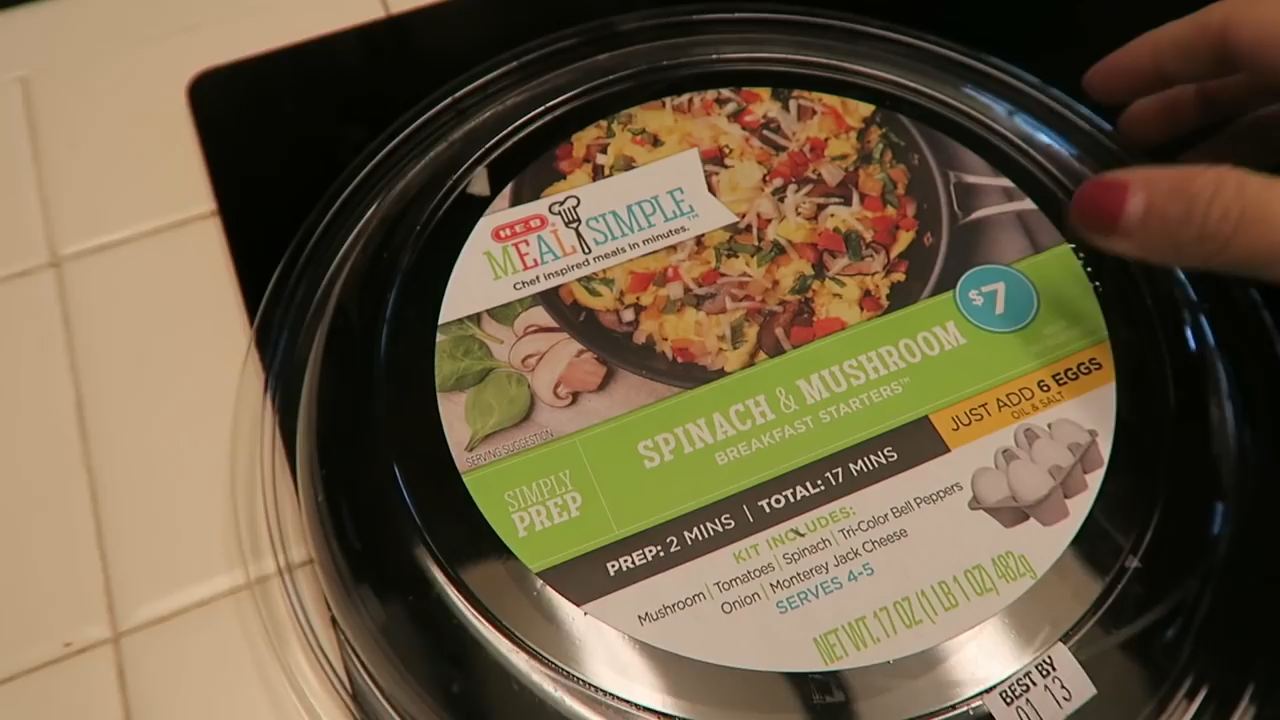 H-E-B®
MEAL SIMPLE™
Chef inspired meals in minutes.
$7
SPINACH & MUSHROOM
BREAKFAST STARTERS™
JUST ADD 6 EGGS
OIL & SALT
SERVING SUGGESTION
SIMPLY
PREP
PREP: 2 MINS | TOTAL: 17 MINS
KIT INCLUDES:
Mushroom | Tomatoes | Spinach | Tri-Color Bell Peppers
Onion | Monterey Jack Cheese
SERVES 4-5
NET WT. 17 OZ (1 LB 1 OZ) 482g
BEST BY
01 13